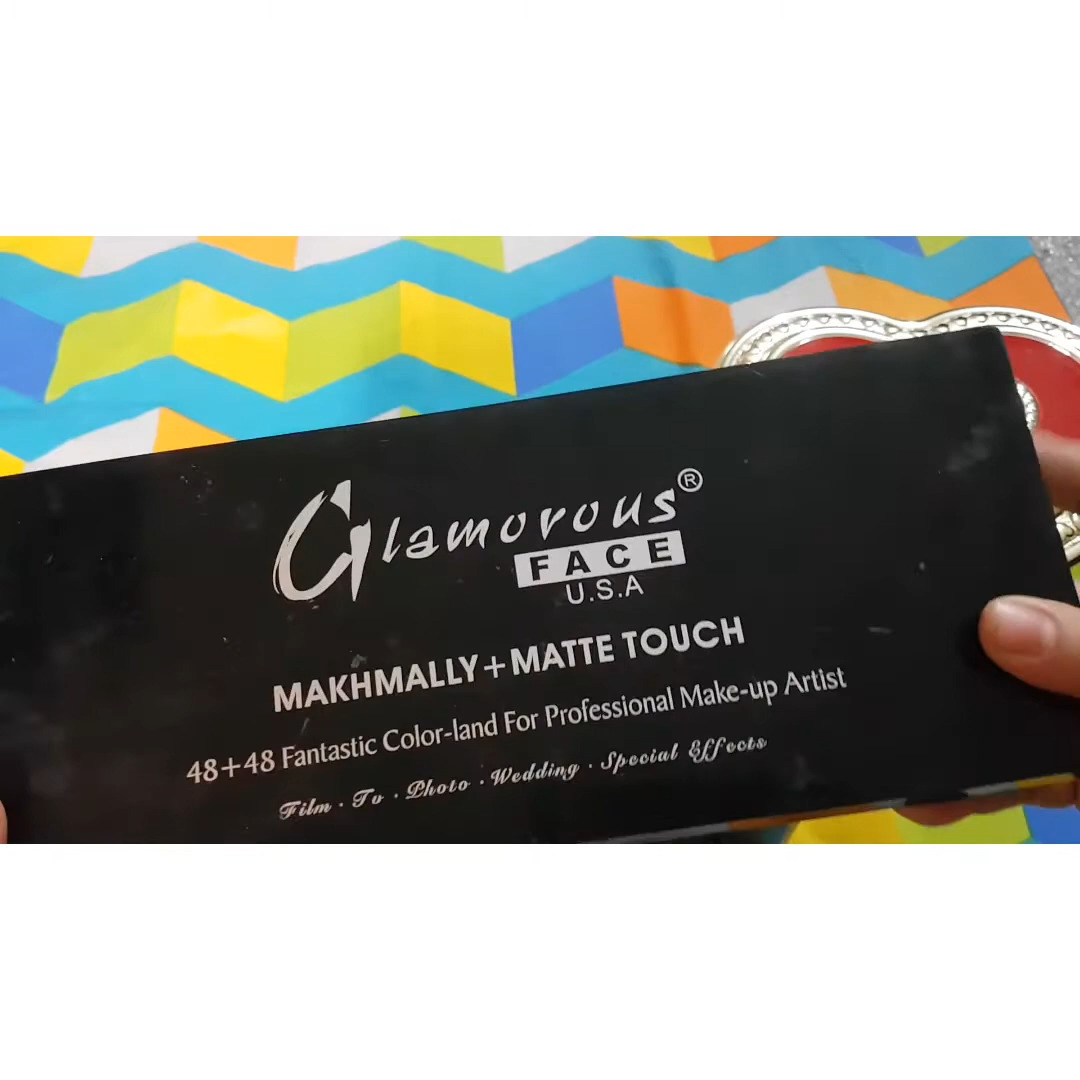 Glamorous®
FACE
U.S.A
MAKHMALLY+MATTE TOUCH
48+48 Fantastic Color-land For Professional Make-up Artist
Film · Tv · Photo · Wedding · Special Effects